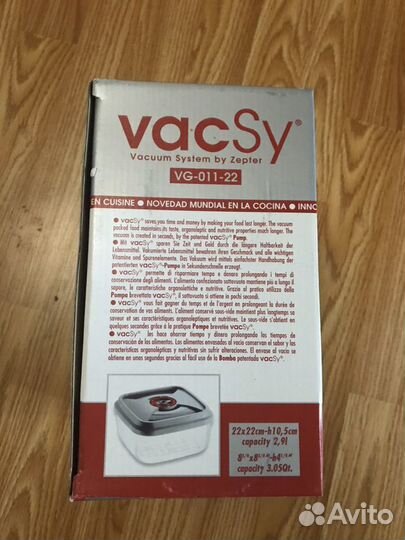 vacSy®
Vacuum System by Zepter
VG-011-22
EN CUISINE ● NOVEDAD MUNDIAL EN LA COCINA ● INNO
● vacSy® saves you time and money by making your food last longer. The vacuum
packed food maintains its taste, organoleptic and nutritive properties much longer. The
vacuum is created in seconds, by the patented vacSy® Pump.
● Mit vacSy® sparen Sie Zeit und Geld durch die längere Haltbarkeit der
Lebensmittel. Vakumierte Lebensmittel bewahren ihren Geschmack und alle wichtigen
Vitamine und Spurenelemente. Das Vakuum wird mittels einfachster Handhabung der
patentierten vacSy®-Pumpe in Sekundenschnelle erzeugt.
● vacSy® permette di risparmiare tempo e denaro prolungando i tempi di
conservazione degli alimenti. L'alimento confezionato sottovuoto mantiene più a lungo il
sapore, le caratteristiche organolettiche e nutritive. Grazie al pratico utilizzo della
Pompa brevettata vacSy®, il sottovuoto si ottiene in pochi secondi.
● vacSy® vous fait gagner du temps et de l'argent en prolongeant la durée de
conservation de vos aliments. L'aliment conservé sous-vide maintient plus longtemps sa
saveur et ses caractéristiques organoleptiques et nutritives. Le sous-vide s'obtient en
quelques secondes grâce à la pratique Pompe brevetée vacSy®.
● vacSy® les hace ahorrar tiempo y dinero prolongando los tiempos de
conservación de los alimentos. Los alimentos envasados al vacío conservan el sabor y las
características organolépticas y nutritivas sin sufrir alteraciones. El envase al vacío se
obtiene en unas segundas gracias al fácil uso de la Bomba patentada vacSy®.
22x22cm-h10,5cm
capacity 2,9l
capacity 3.05Qt.
Avito